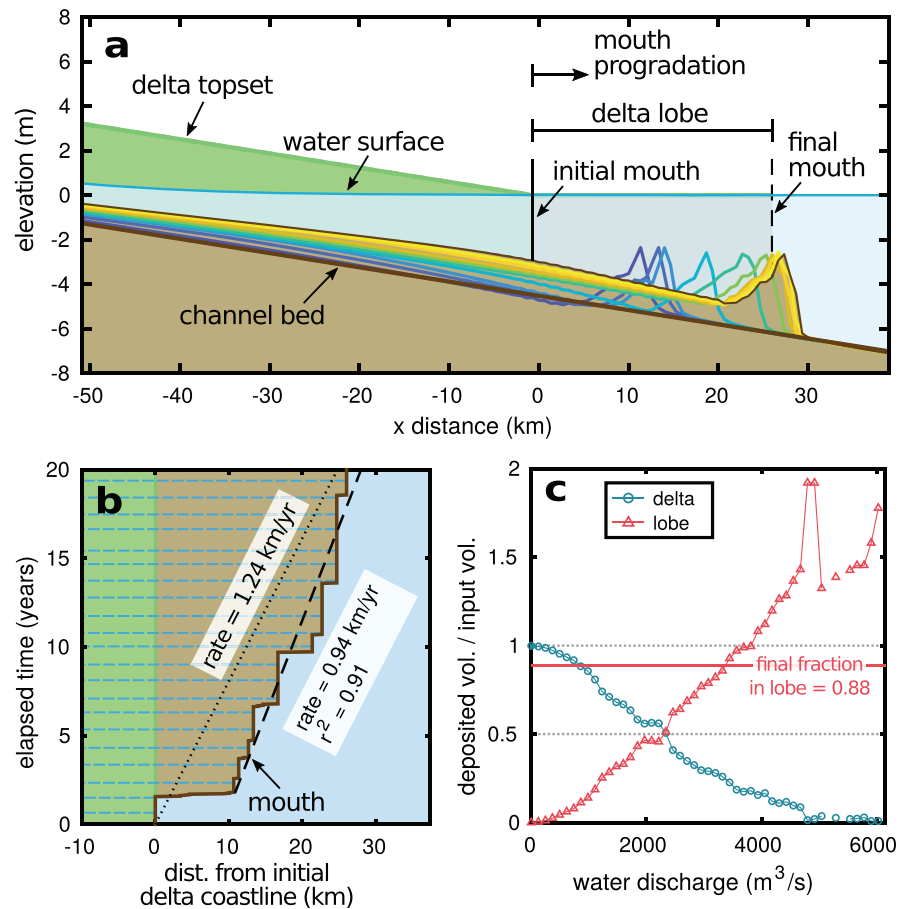 a
8
6
4
2
0
-2
-4
-6
-8
elevation (m)
delta topset
water surface
channel bed
mouth
progradation
delta lobe
initial mouth
final
mouth
-50
-40
-30
-20
-10
0
10
20
30
x distance (km)
b
20
15
10
5
0
elapsed time (years)
rate = 1.24 km/yr
rate = 0.94 km/yr
r² = 0.91
mouth
-10
0
10
20
30
dist. from initial
delta coastline (km)
c
2
1.5
1
0.5
0
deposited vol. / input vol.
delta
lobe
final fraction
in lobe = 0.88
0
2000
4000
6000
water discharge (m³/s)